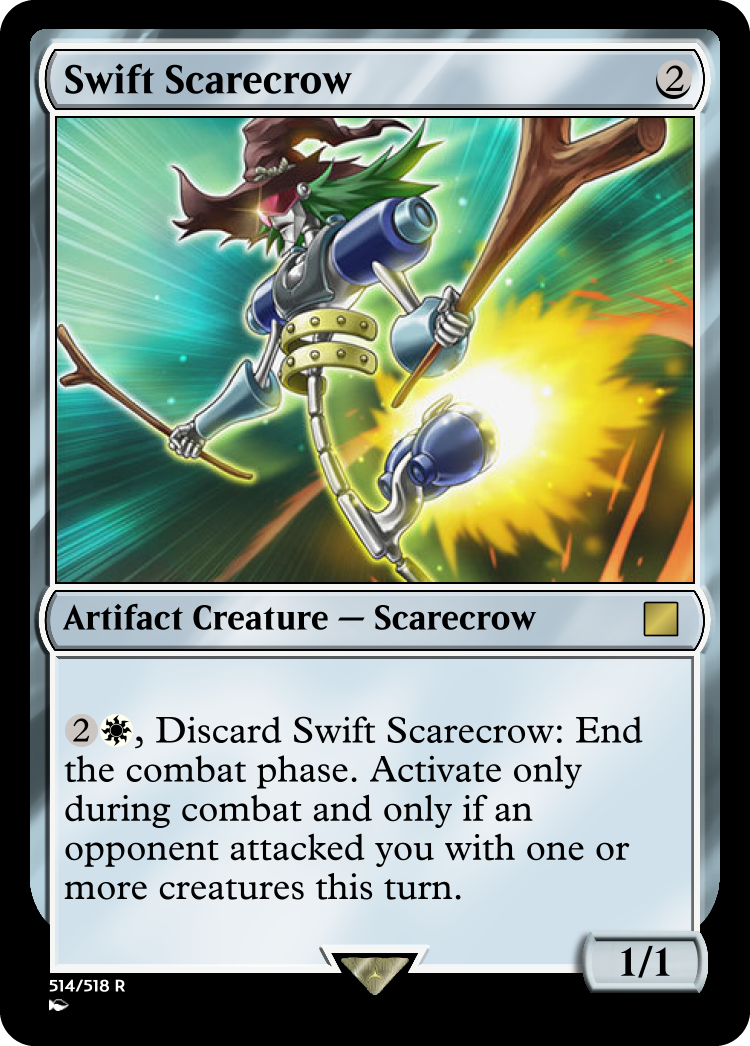 Swift Scarecrow 2
Artifact Creature — Scarecrow
2, Discard Swift Scarecrow: End
the combat phase. Activate only
during combat and only if an
opponent attacked you with one or
more creatures this turn.
1/1
514/518 R